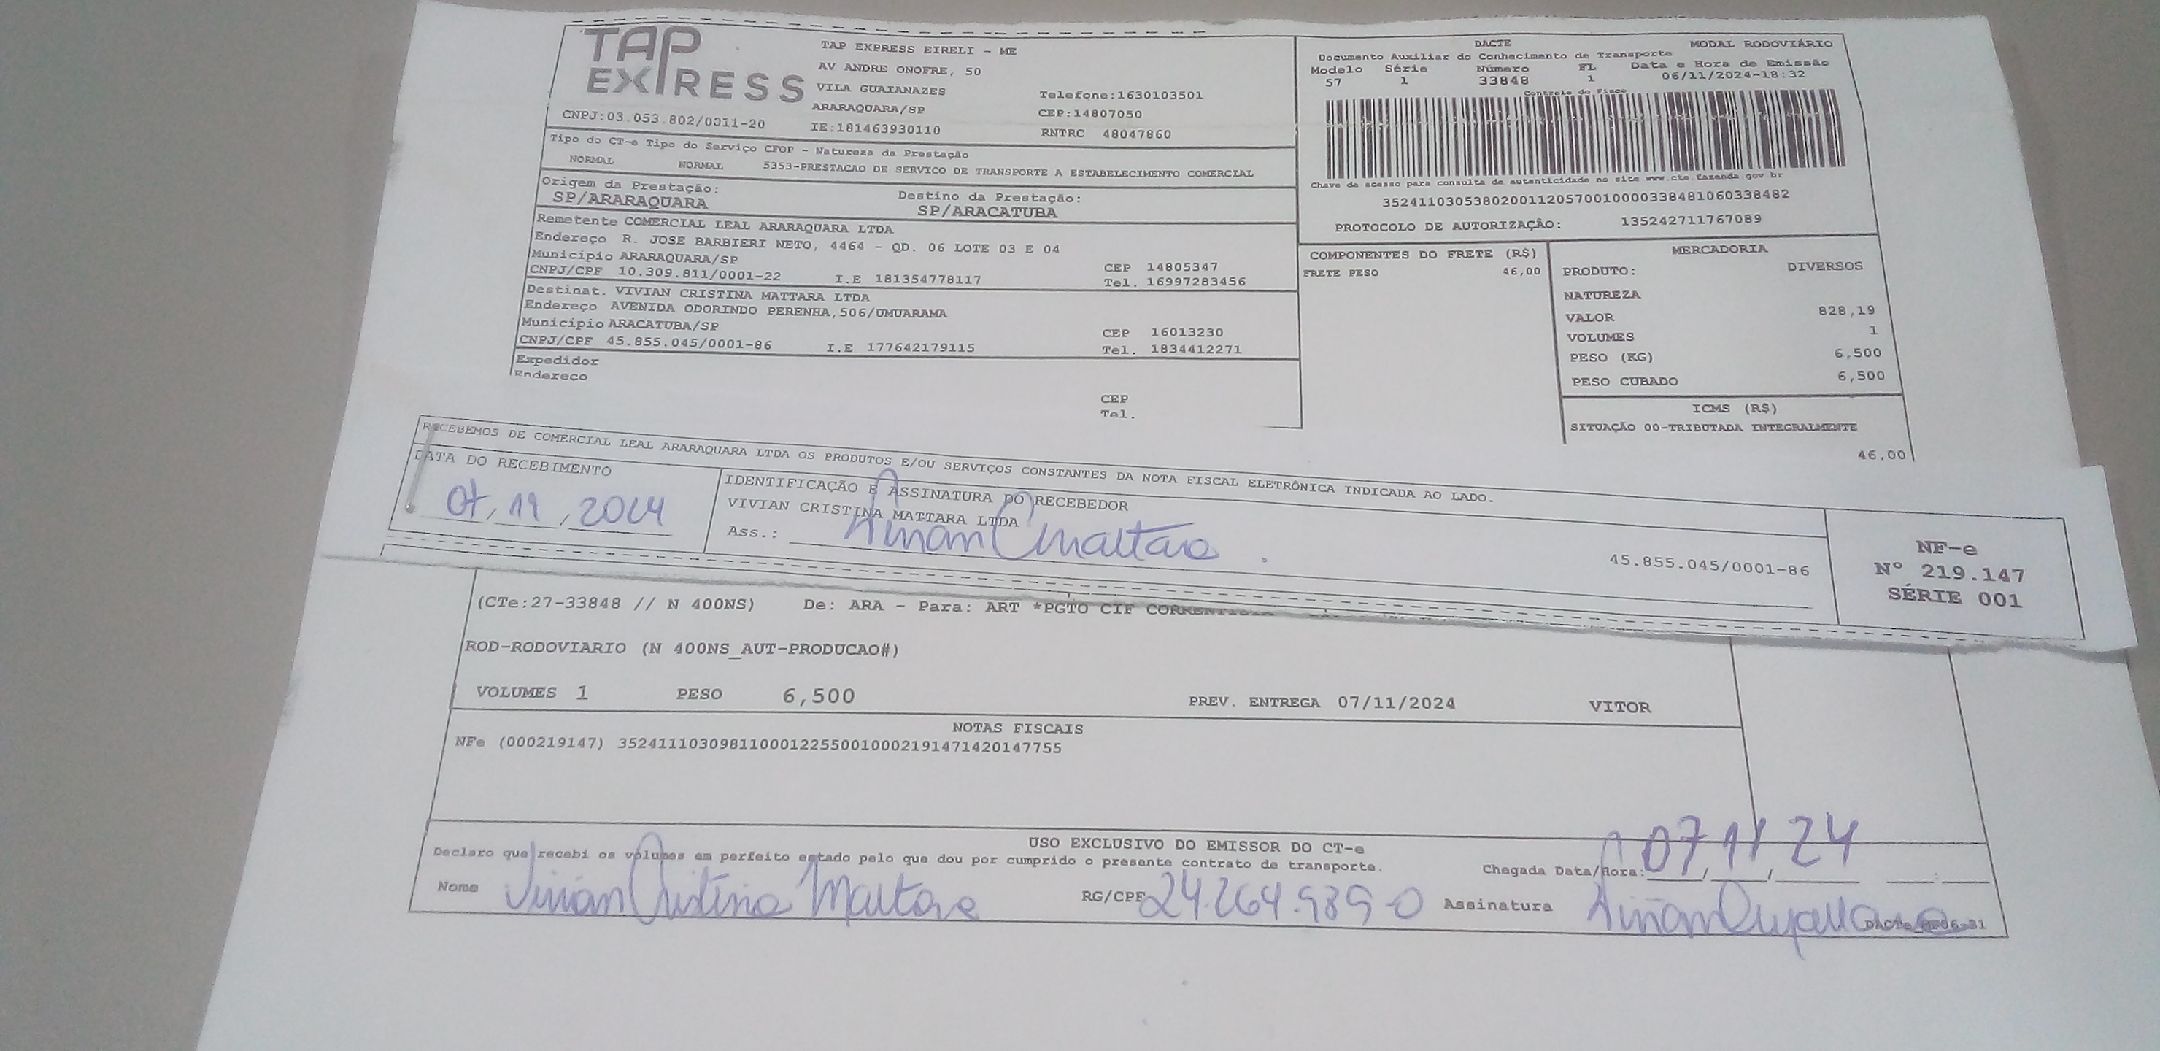 TAP EXPRESS
TAP EXPRESS EIRELI - ME
AV ANDRE ONOFRE, 50
VILA GUAIANAZES
ARARAQUARA/SP
Telefone:1630103501
CEP:14807050
CNPJ:03.053.802/0011-20
IE:181463930110
RNTRC 48047860
Tipo do CT-e Tipo do Serviço CFOP - Natureza da Prestação
NORMAL NORMAL 5353-PRESTACAO DE SERVICO DE TRANSPORTE A ESTABELECIMENTO COMERCIAL
Origem da Prestação: Destino da Prestação:
SP/ARARAQUARA SP/ARACATUBA
Remetente COMERCIAL LEAL ARARAQUARA LTDA
Endereço R. JOSE BARBIERI NETO, 4464 - QD. 06 LOTE 03 E 04
Municipio ARARAQUARA/SP CEP 14805347
CNPJ/CPF 10.309.811/0001-22 I.E 181354778117 Tel. 16997283456
Destinat. VIVIAN CRISTINA MATTARA LTDA
Endereço AVENIDA ODORINDO PERENHA,506/UMUARAMA
Municipio ARACATUBA/SP CEP 16013230
CNPJ/CPF 45.855.045/0001-86 I.E 177642179115 Tel. 1834412271
Expedidor
Endereco
CEP
Tel.
DACTE MODAL RODOVIÁRIO
Documento Auxiliar do Conhecimento de Transporte
Modelo Série Número FL Data e Hora de Emissão
57 1 33848 1 06/11/2024-18:32
Controle do Fisco
Chave de acesso para consulta de autenticidade no site www.cte.fazenda.gov br
35241103053802001120570010000338481060338482
PROTOCOLO DE AUTORIZAÇÃO: 135242711767089
COMPONENTES DO FRETE (R$)
FRETE PESO 46,00
MERCADORIA
PRODUTO: DIVERSOS
NATUREZA
VALOR 828,19
VOLUMES 1
PESO (KG) 6,500
PESO CUBADO 6,500
ICMS (R$)
SITUAÇÃO 00-TRIBUTADA INTEGRALMENTE
46,00
RECEBEMOS DE COMERCIAL LEAL ARARAQUARA LTDA OS PRODUTOS E/OU SERVIÇOS CONSTANTES DA NOTA FISCAL ELETRÔNICA INDICADA AO LADO.
DATA DO RECEBIMENTO
07, 11, 2024
IDENTIFICAÇÃO E ASSINATURA DO RECEBEDOR
VIVIAN CRISTINA MATTARA LTDA
Ass.: Vivian C Mattara
45.855.045/0001-86
NF-e
Nº 219.147
SÉRIE 001
(CTe:27-33848 // N 400NS) De: ARA - Para: ART *PGTO CIF
ROD-RODOVIARIO (N 400NS_AUT-PRODUCAO#)
VOLUMES 1 PESO 6,500 PREV. ENTREGA 07/11/2024 VITOR
NOTAS FISCAIS
NFe (000219147) 35241110309811000122550010002191471420147755
USO EXCLUSIVO DO EMISSOR DO CT-e
Declaro que recebi os volumes em perfeito estado pelo que dou por cumprido o presente contrato de transporte.
Chegada Data/Hora: 07 11 24
Nome Vivian Cristina Mattara RG/CPF 24.264.989-0 Assinatura